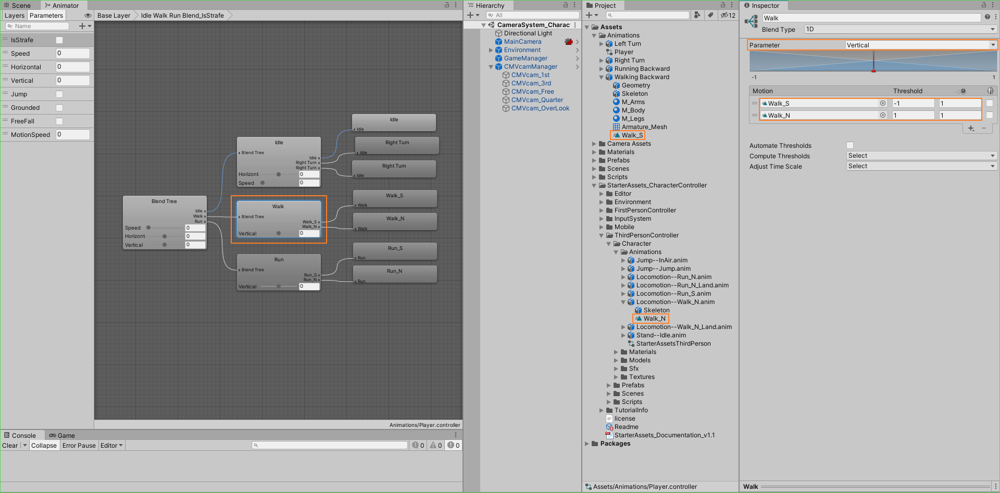 Scene
Animator
Layers
Parameters
Name
IsStrafe
Speed
0
Horizontal
0
Vertical
0
Jump
Grounded
FreeFall
MotionSpeed
0
Base Layer
Idle Walk Run Blend_IsStrafe
Blend Tree
Idle
Walk
Run
Speed
0
Horizont
0
Vertical
0
Idle
Blend Tree
Idle
Right Turn
Right Turn
Horizont
0
Speed
0
Walk
Blend Tree
Walk_S
Walk_N
Vertical
0
Run
Blend Tree
Run_S
Run_N
Vertical
0
Idle
Idle
Right Turn
Idle
Right Turn
Idle
Walk_S
Walk
Walk_N
Walk
Run_S
Run
Run_N
Run
Animations/Player.controller
Console
Game
Clear
Collapse
Error Pause
Editor
0
0
0
Hierarchy
All
CameraSystem_Charac
Directional Light
MainCamera
Environment
GameManager
CMVcamManager
CMVcam_1st
CMVcam_3rd
CMVcam_Free
CMVcam_Quarter
CMVcam_OverLook
Project
12
Assets
Animations
Left Turn
Player
Right Turn
Running Backward
Walking Backward
Geometry
Skeleton
M_Arms
M_Body
M_Legs
Armature_Mesh
Walk_S
Camera Assets
Materials
Prefabs
Scenes
Scripts
StarterAssets_CharacterController
Editor
Environment
FirstPersonController
InputSystem
Mobile
ThirdPersonController
Character
Animations
Jump--InAir.anim
Jump--Jump.anim
Locomotion--Run_N.anim
Locomotion--Run_N_Land.anim
Locomotion--Run_S.anim
Locomotion--Walk_N.anim
Skeleton
Walk_N
Locomotion--Walk_N_Land.anim
Stand--Idle.anim
StarterAssetsThirdPerson
Materials
Models
Sfx
Textures
Prefabs
Scenes
Scripts
TutorialInfo
license
Readme
StarterAssets_Documentation_v1.1
Packages
Assets/Animations/Player.controller
Inspector
Walk
Blend Type
1D
Parameter
Vertical
-1
1
Motion
Threshold
Walk_S
-1
1
Walk_N
1
1
Automate Thresholds
Compute Thresholds
Select
Adjust Time Scale
Select
Walk